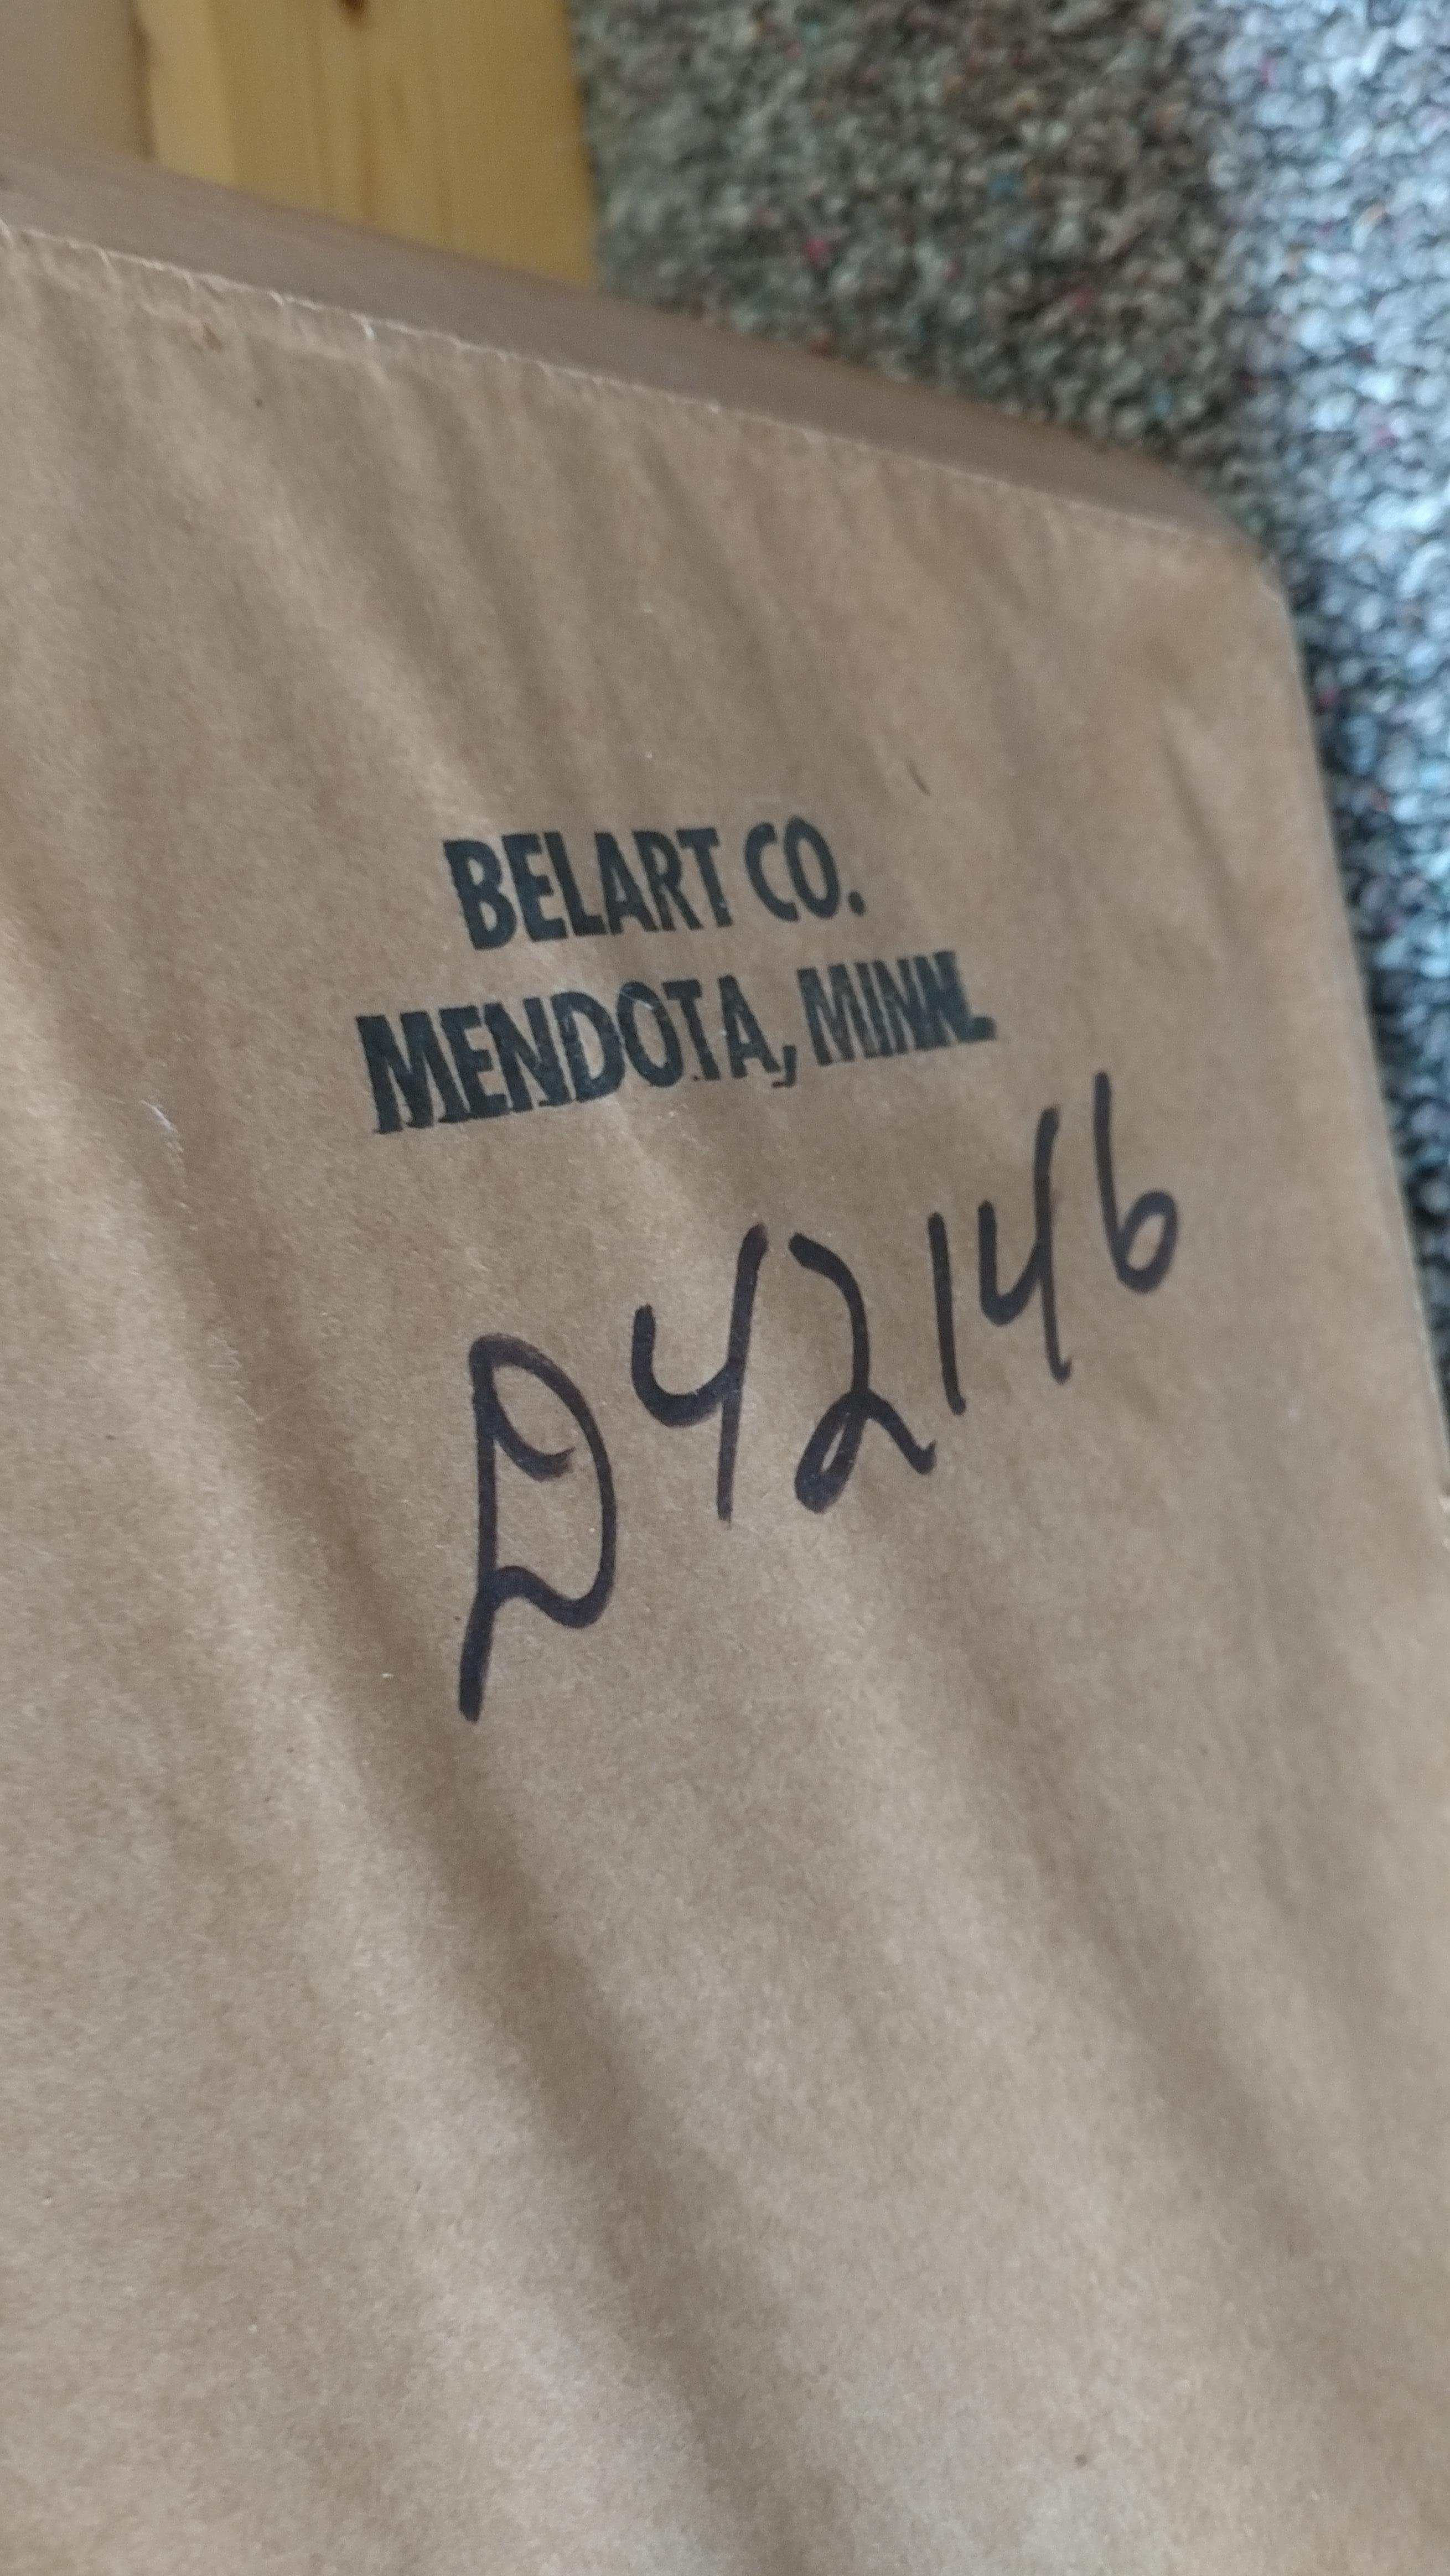 BELART CO.
MENDOTA, MINN.
D42146